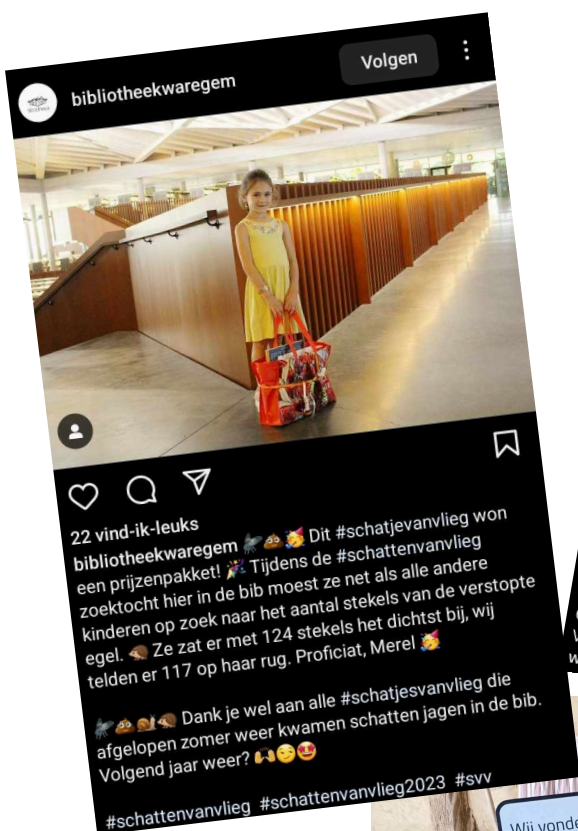 bibliotheekwaregem
Volgen
22 vind-ik-leuks
bibliotheekwaregem 🪰💩🥳 Dit #schatjevanvlieg won
een prijzenpakket! 🎉 Tijdens de #schattenvanvlieg
zoektocht hier in de bib moest ze net als alle andere
kinderen op zoek naar het aantal stekels van de verstopte
egel. 🦔 Ze zat er met 124 stekels het dichtst bij, wij
telden er 117 op haar rug. Proficiat, Merel 🥳
🪰💩🐌🦔 Dank je wel aan alle #schatjesvanvlieg die
afgelopen zomer weer kwamen schatten jagen in de bib.
Volgend jaar weer? 🙌😏🤩
#schattenvanvlieg #schattenvanvlieg2023 #svv
Wij vonde